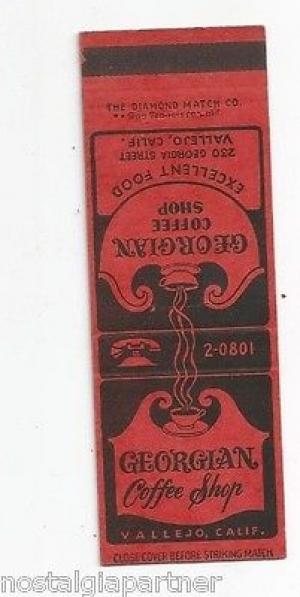 THE DIAMOND MATCH CO.
VALLEJO, CALIF.
230 GEORGIA STREET
EXCELLENT FOOD
GEORGIAN
COFFEE
SHOP
2-0801
GEORGIAN
Coffee Shop
VALLEJO, CALIF.
CLOSE COVER BEFORE STRIKING MATCH
nostalgiapartner